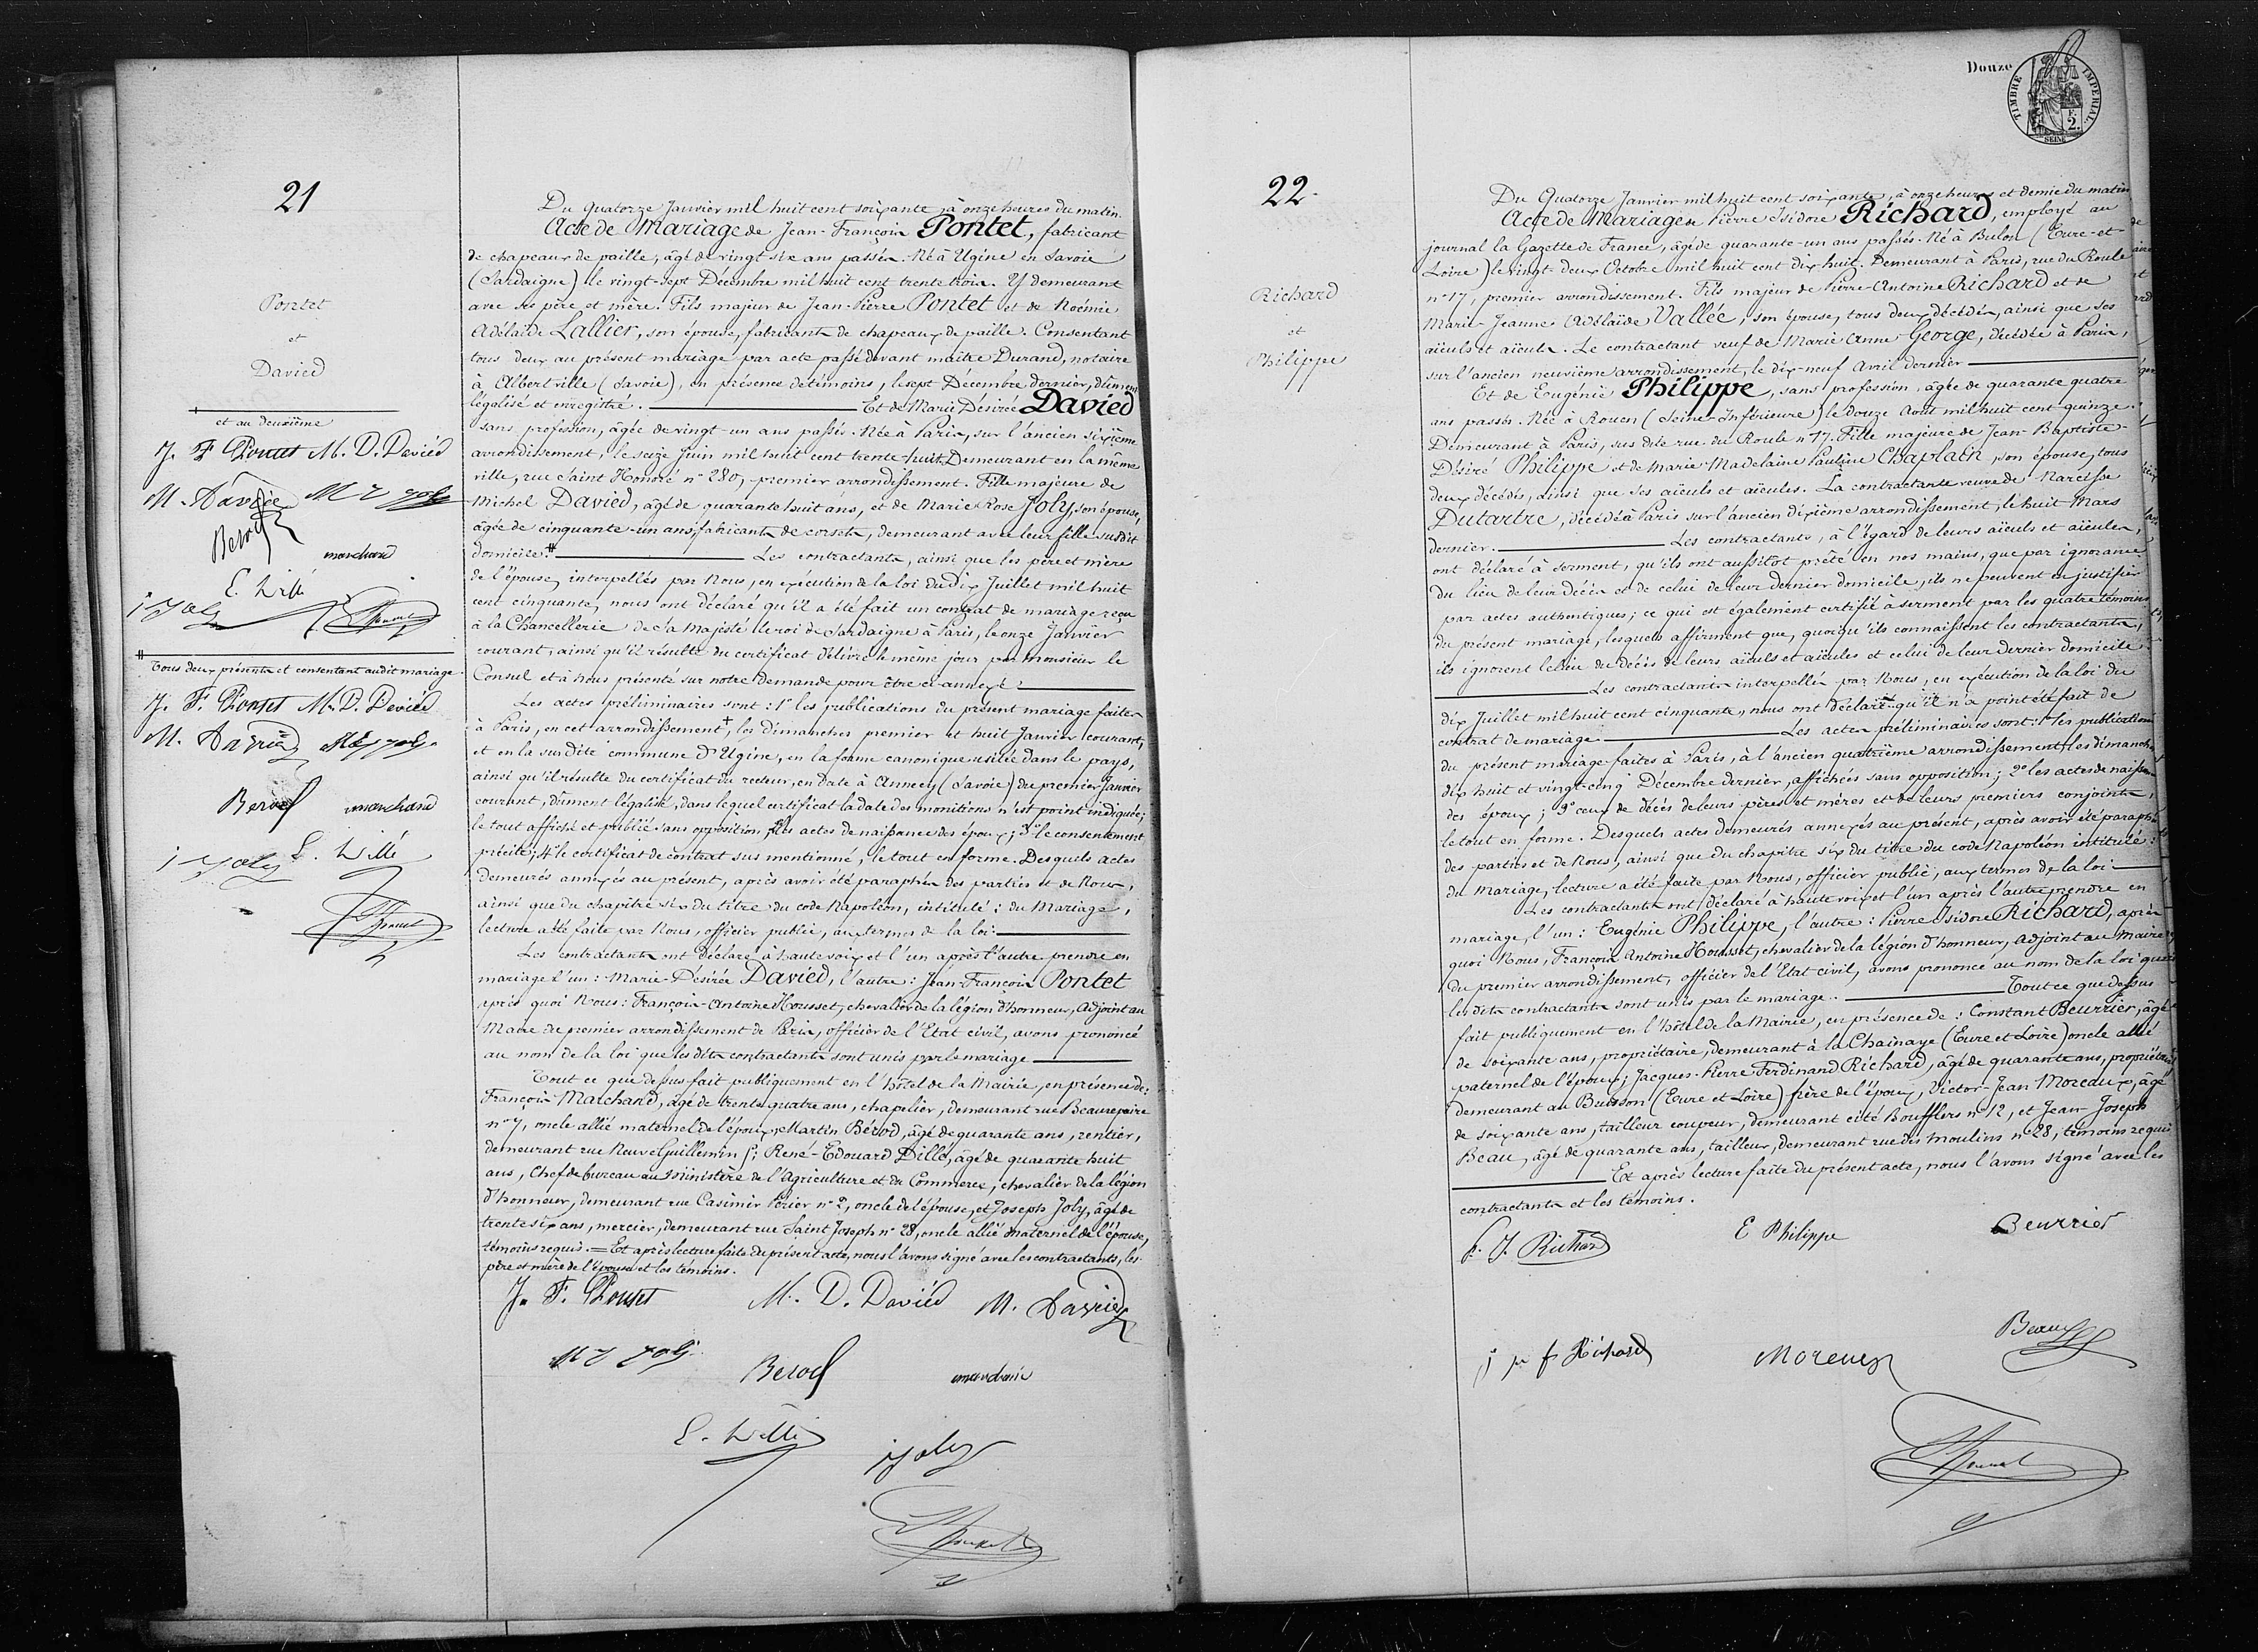 21
Pontet
et
Davied
et au deuxième
J. F. Pontet M. D. Davied
M. Davied M R Joly
Berod
marchand
E. Dillé
j Joly
Tous deux présents et consentant audit mariage.
J. F. Pontet M. D. Davied
M. Davied M R Joly
Berod marchand
j Joly E. Dillé
Du quatorze Janvier mil huit cent soixante, à onze heures du matin.
Acte de Mariage de Jean-François Pontet, fabricant
de chapeaux de paille, âgé de vingt six ans passés. Né à Ugine en Savoie
(Sardaigne) le vingt-sept Décembre mil huit cent trente trois. Y demeurant
avec ses père et mère. Fils majeur de Jean-Pierre Pontet et de Noémie
Adélaïde Lallier, son épouse, fabricants de chapeaux de paille. Consentant
tous deux au présent mariage par acte passé devant maître Durand, notaire
à Albertville (Savoie), en présence de témoins, le sept Décembre dernier, dûment
légalisé et enregistré. Et de Marie Désirée Davied
sans profession, âgée de vingt-un ans passés. Née à Paris, sur l'ancien sixième
arrondissement, le seize Juin mil huit cent trente-huit. Demeurant en la même
ville, rue Saint Honoré n° 280, premier arrondissement. Fille majeure de
Michel Davied, âgé de quarante huit ans, et de Marie Rose Joly, son épouse,
âgée de cinquante-un ans, fabricants de corsets, demeurant avec leur fille susdit
domicile. # Les contractants, ainsi que les père et mère
de l'épouse, interpellés par Nous, en exécution de la loi du dix Juillet mil huit
cent cinquante, nous ont déclaré qu'il a été fait un contrat de mariage reçu
à la Chancellerie de Sa Majesté le roi de Sardaigne à Paris, le onze Janvier
courant, ainsi qu'il résulte du certificat délivré le même jour par Monsieur le
Consul et à nous présenté sur notre demande pour être ci-annexé.
Les actes préliminaires sont : 1° les publications du présent mariage faites
à Paris, en cet arrondissement +, les dimanches premier et huit Janvier courant,
et en la susdite commune d'Ugine, en la forme canonique usitée dans le pays,
ainsi qu'il résulte du certificat du recteur, en date à Annecy (Savoie) du premier Janvier
courant, dûment légalisé, dans lequel certificat la date des monitions n'est point indiquée;
le tout affiché et publié sans opposition; 2° les actes de naissance des époux; 3° le consentement
précité; 4° le certificat de contrat sus mentionné, le tout en forme. Desquels actes
demeurés annexés au présent, après avoir été paraphés des parties et de Nous,
ainsi que du chapitre six du titre du code Napoléon, intitulé : du Mariage,
lecture a été faite par Nous, officier public, aux termes de la loi.
Les contractants ont déclaré à haute voix et l'un après l'autre prendre en
mariage l'un : Marie-Désirée Davied, l'autre : Jean-François Pontet
après quoi Nous : François-Antoine Housset, chevalier de la légion d'honneur, Adjoint au
Maire du premier arrondissement de Paris, officier de l'Etat civil, avons prononcé
au nom de la loi que les dits contractants sont unis par le mariage
Tout ce que dessus fait publiquement en l'hôtel de la Mairie, en présence de :
François Marchand, âgé de trente quatre ans, chapelier, demeurant rue Beaurepaire
n° 7, oncle allié maternel de l'époux; Martin Bérod, âgé de quarante ans, rentier,
demeurant rue Neuve Guillemin 5; René-Edouard Dillé, âgé de quarante huit
ans, Chef de bureau au Ministère de l'Agriculture et du Commerce, chevalier de la légion
d'honneur, demeurant rue Casimir Périer n° 2, oncle de l'épouse, et Joseph Joly, âgé de
trente six ans, mercier, demeurant rue Saint Joseph n° 28, oncle allié maternel de l'épouse,
témoins requis. = Et après lecture faite du présent acte, nous l'avons signé avec les contractants, les
père et mère de l'épouse et les témoins.
J. F. Pontet M. D. Davied M. Davied
M R Joly Berod marchand
E. Dillé j Joly
Douze
TIMBRE IMPERIAL
2
SEINE
22.
Richard
et
Philippe
Du Quatorze Janvier mil huit cent soixante, à onze heures et demie du matin
Acte de Mariage de Pierre Isidore Richard, employé au
journal la Gazette de France, âgé de quarante-un ans passés. Né à Bulon (Eure-et-
Loire) le vingt-deux Octobre mil huit cent dix-huit. Demeurant à Paris, rue du Roule
n° 17, premier arrondissement. Fils majeur de Pierre-Antoine Richard et de
Marie-Jeanne Adélaïde Vallée, son épouse, tous deux décédés, ainsi que ses
aïeuls et aïeules. Le contractant veuf de Marie Anne George, décédée à Paris,
sur l'ancien neuvième arrondissement, le dix-neuf Avril dernier
Et de Eugénie Philippe, sans profession, âgée de quarante quatre
ans passés. Née à Rouen (Seine-Inférieure) le douze Août mil huit cent quinze.
Demeurant à Paris, sus dite rue du Roule n° 17. Fille majeure de Jean-Baptiste-
Désiré Philippe et de Marie-Madelaine Pauline Chaplain, son épouse, tous
deux décédés, ainsi que ses aïeuls et aïeules. La contractante veuve de Narcisse
Dutartre, décédé à Paris sur l'ancien dixième arrondissement, le huit Mars
dernier. Les contractants, à l'égard de leurs aïeuls et aïeules,
ont déclaré à serment, qu'ils ont aussitôt prêté en nos mains, que par ignorance
du lieu de leur décès et de celui de leur dernier domicile, ils ne peuvent en justifier
par actes authentiques; ce qui est également certifié à serment par les quatre témoins
du présent mariage, lesquels affirment que, quoiqu'ils connaissent les contractants,
ils ignorent le lieu du décès de leurs aïeuls et aïeules et celui de leur dernier domicile
Les contractants interpellés par Nous, en exécution de la loi du
dix Juillet mil huit cent cinquante, nous ont déclaré qu'il n'a point été fait de
contrat de mariage Les actes préliminaires sont : 1° les publications
du présent mariage faites à Paris, à l'ancien quatrième arrondissement, les dimanches
dix huit et vingt-cinq Décembre dernier, affichées sans opposition; 2° les actes de naissance
des époux; 3° ceux de décès de leurs pères et mères et de leurs premiers conjoints,
le tout en forme. Desquels actes demeurés annexés au présent, après avoir été paraphés
des parties et de Nous, ainsi que du chapitre six du titre du code Napoléon intitulé :
du Mariage, lecture a été faite par Nous, officier public, aux termes de la loi
Les contractants ont déclaré à haute voix et l'un après l'autre prendre en
mariage, l'un : Eugénie Philippe, l'autre : Pierre Isidore Richard, après
quoi Nous, François Antoine Housset, chevalier de la légion d'honneur, Adjoint au Maire
du premier arrondissement, officier de l'Etat civil, avons prononcé au nom de la loi que
les dits contractants sont unis par le mariage. Tout ce que dessus
fait publiquement en l'hôtel de la Mairie, en présence de : Constant Beurrier, âgé
de soixante ans, propriétaire, demeurant à la Chainaye (Eure et Loire) oncle allié
paternel de l'époux; Jacques-Pierre Ferdinand Richard, âgé de quarante ans, propriétaire
demeurant au Buisson (Eure et Loire) frère de l'époux, Victor-Jean Moreaux, âgé
de soixante ans, tailleur coupeur, demeurant cité Boufflers n° 12, et Jean-Joseph
Beau, âgé de quarante ans, tailleur, demeurant rue des Moulins n° 28, témoins requis
Et après lecture faite du présent acte, nous l'avons signé avec les
contractants et les témoins.
P. I. Richard E Philippe Beurrier
j p f Richard Moreaux Beau